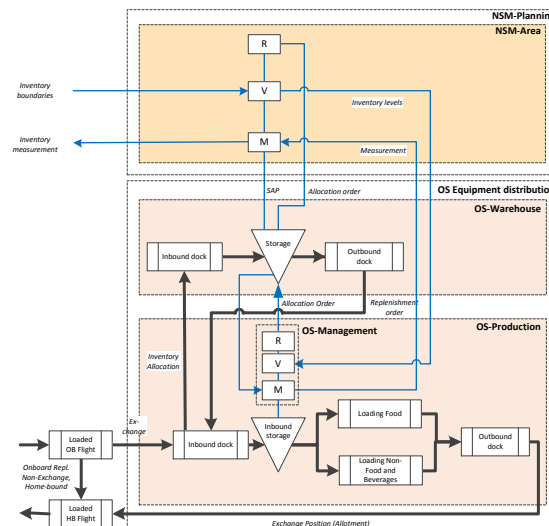 NSM-Plannin
NSM-Area
R
Inventory
boundaries
V
Inventory levels
Inventory
measurement
M
Measurement
SAP
Allocation order
OS Equipment distributio
OS-Warehouse
Storage
Inbound dock
Outbound
dock
Allocation Order
Replenishment
order
OS-Management
OS-Production
R
Inventory
Allocation
V
M
Ex-
change
Loading Food
Loaded
OB Flight
Inbound dock
Inbound
storage
Outbound
dock
Loading Non-
Food and
Beverages
Onboard Repl.
Non-Exchange,
Home-bound
Loaded
HB Flight
Exchange Position (Allotment)